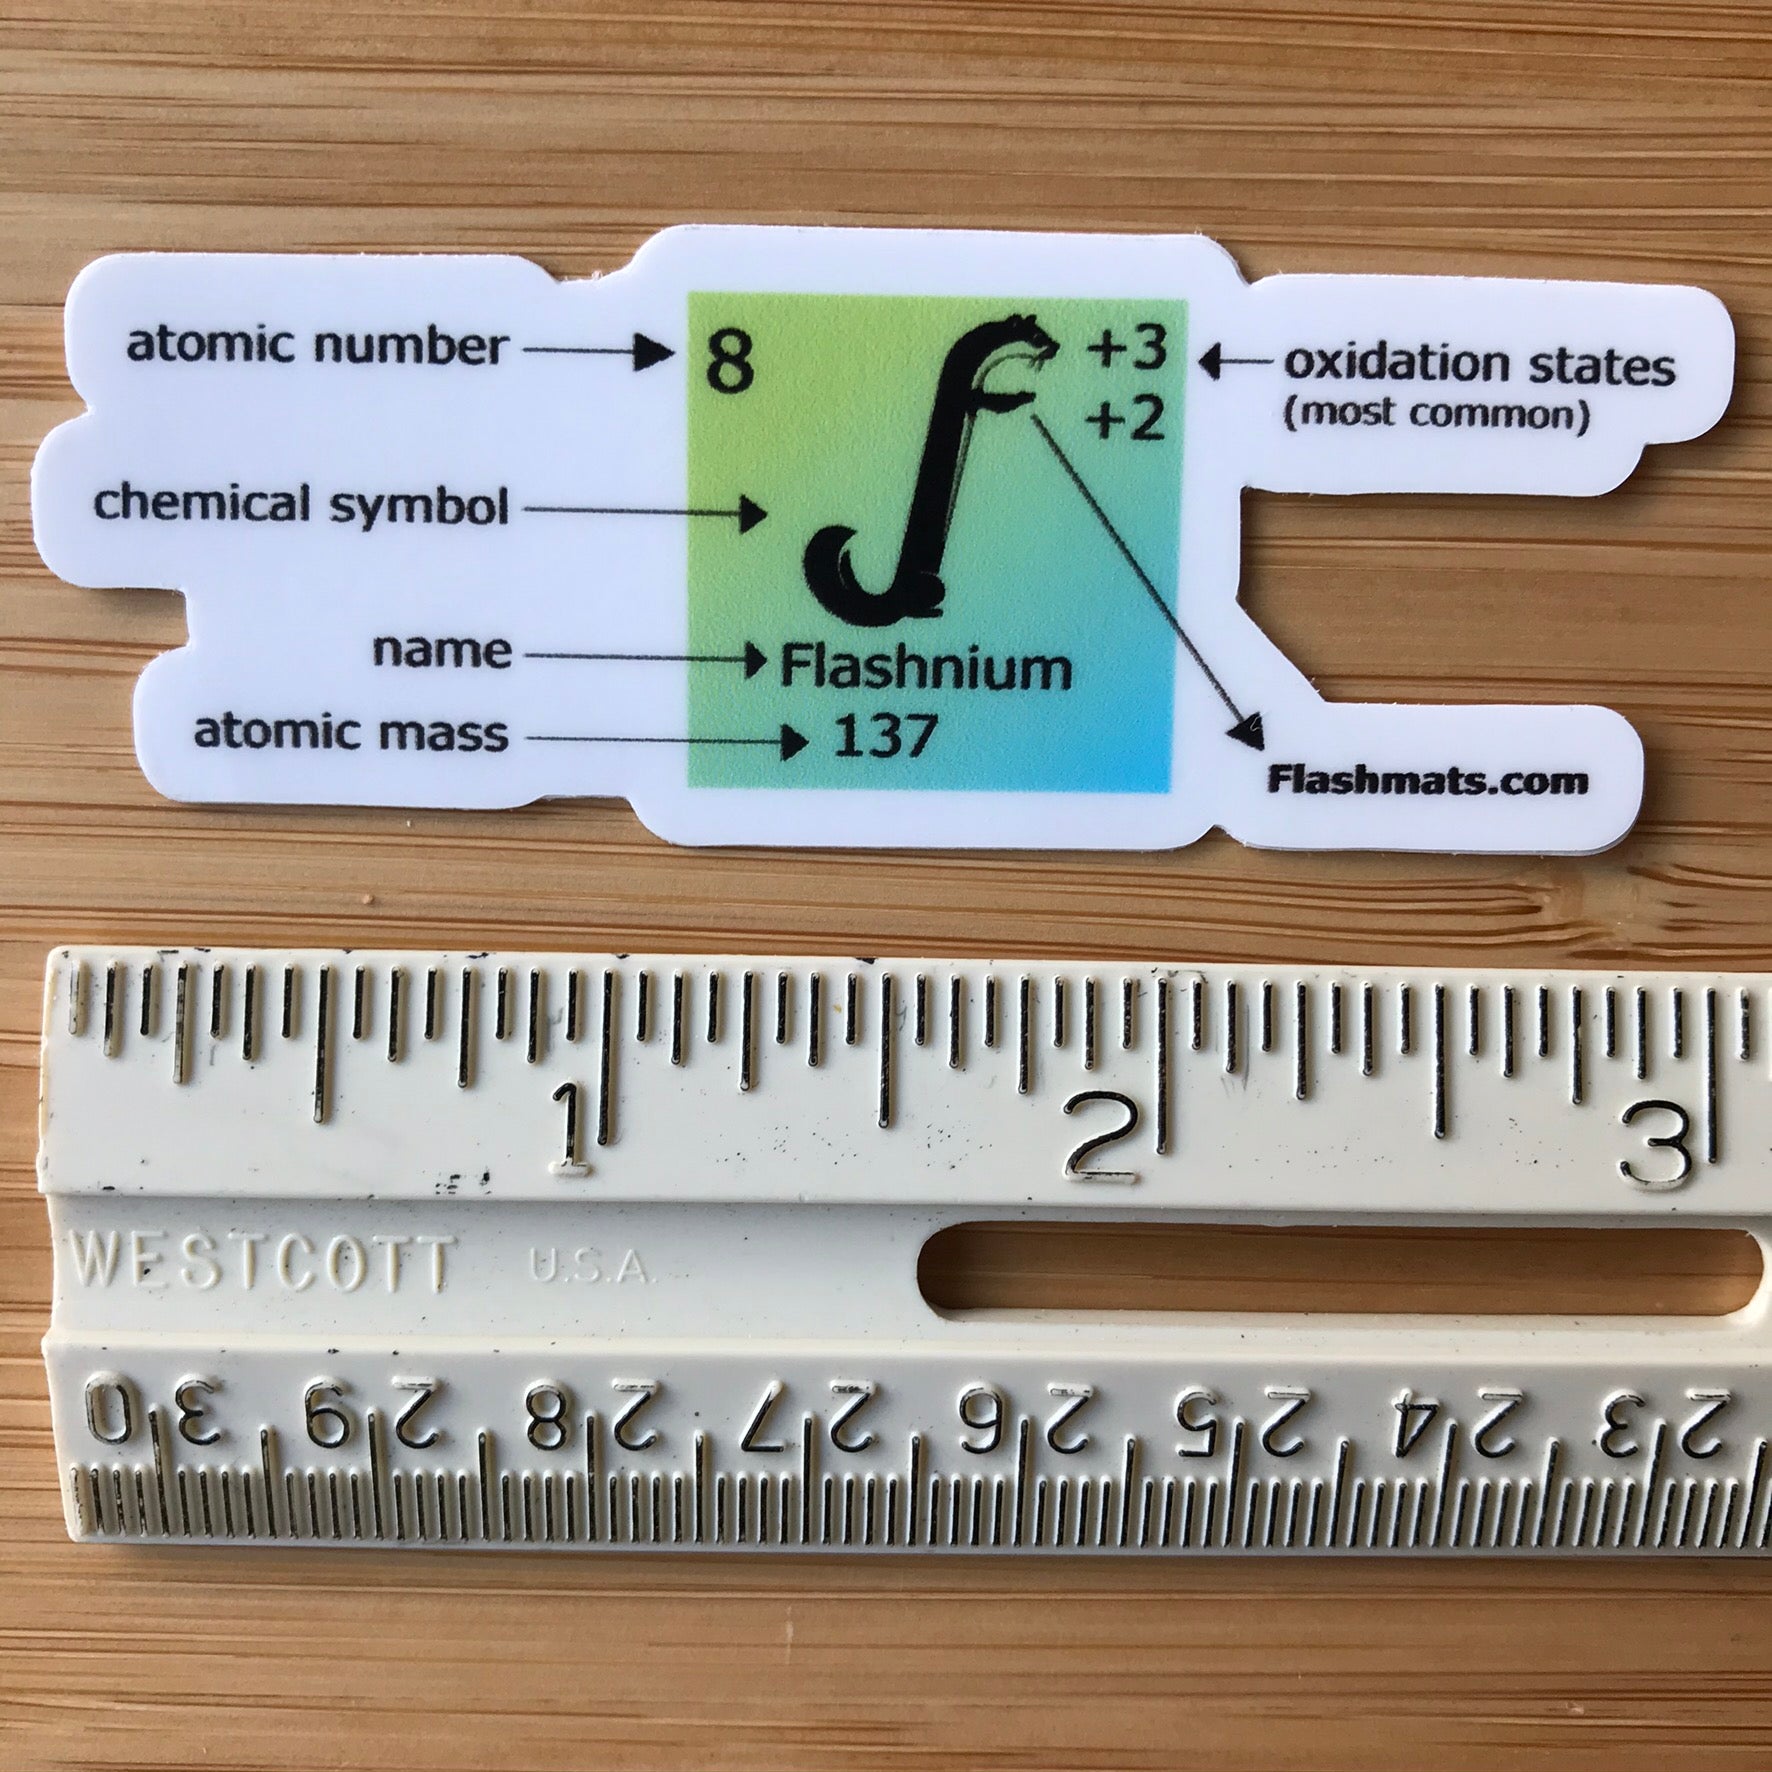 atomic number
8
+3
oxidation states
+2
(most common)
chemical symbol
name
Flashnium
atomic mass
137
Flashmats.com
1
2
3
WESTCOTT U.S.A.
30 29 28 27 26 25 24 23